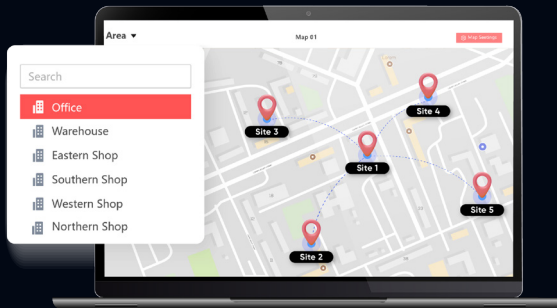 Area
Map 01
Map Settings
Search
Office
Warehouse
Eastern Shop
Southern Shop
Western Shop
Northern Shop
Site 4
Site 3
Site 1
Site 5
Site 2